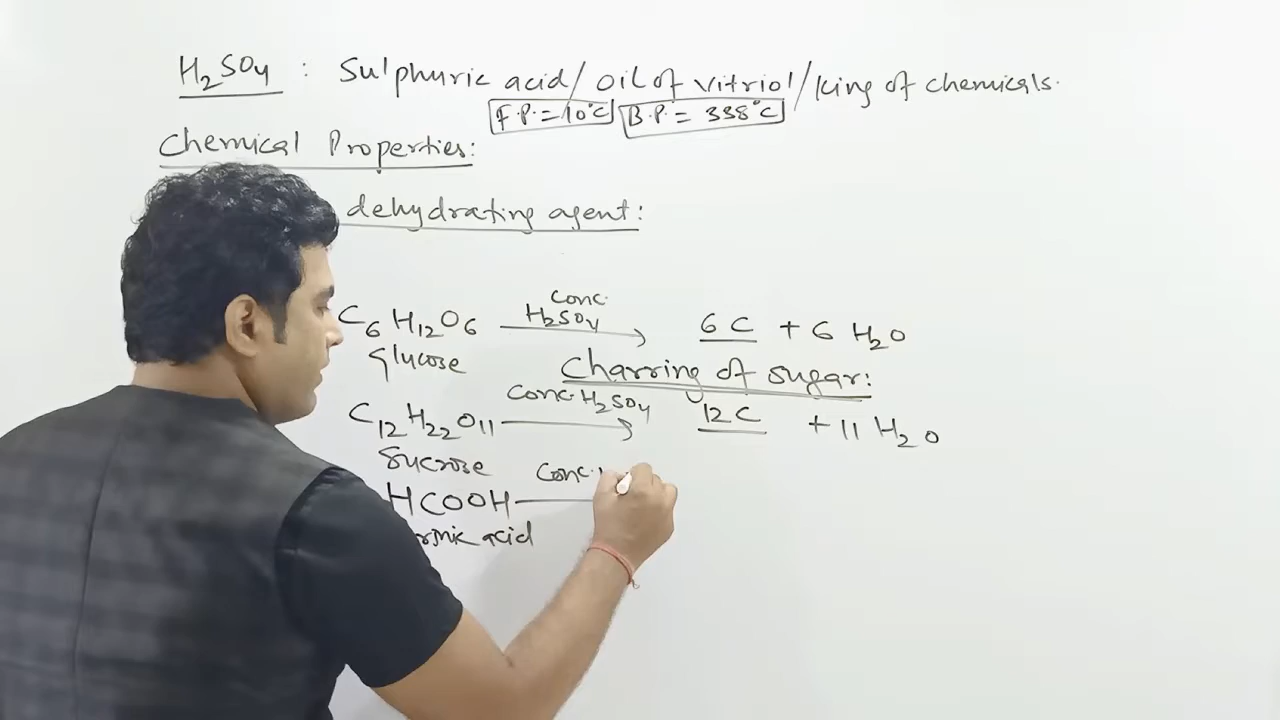 H₂SO₄ : Sulphuric acid/ oil of vitriol/king of chemicals.
F.P.=10°C B.P.= 338°C
Chemical Properties:
dehydrating agent:
C₆H₁₂O₆ conc. H₂SO₄ → 6C + 6H₂O
Glucose
Charring of sugar:
C₁₂H₂₂O₁₁ conc. H₂SO₄ → 12C + 11H₂O
Sucrose
HCOOH conc.
acid